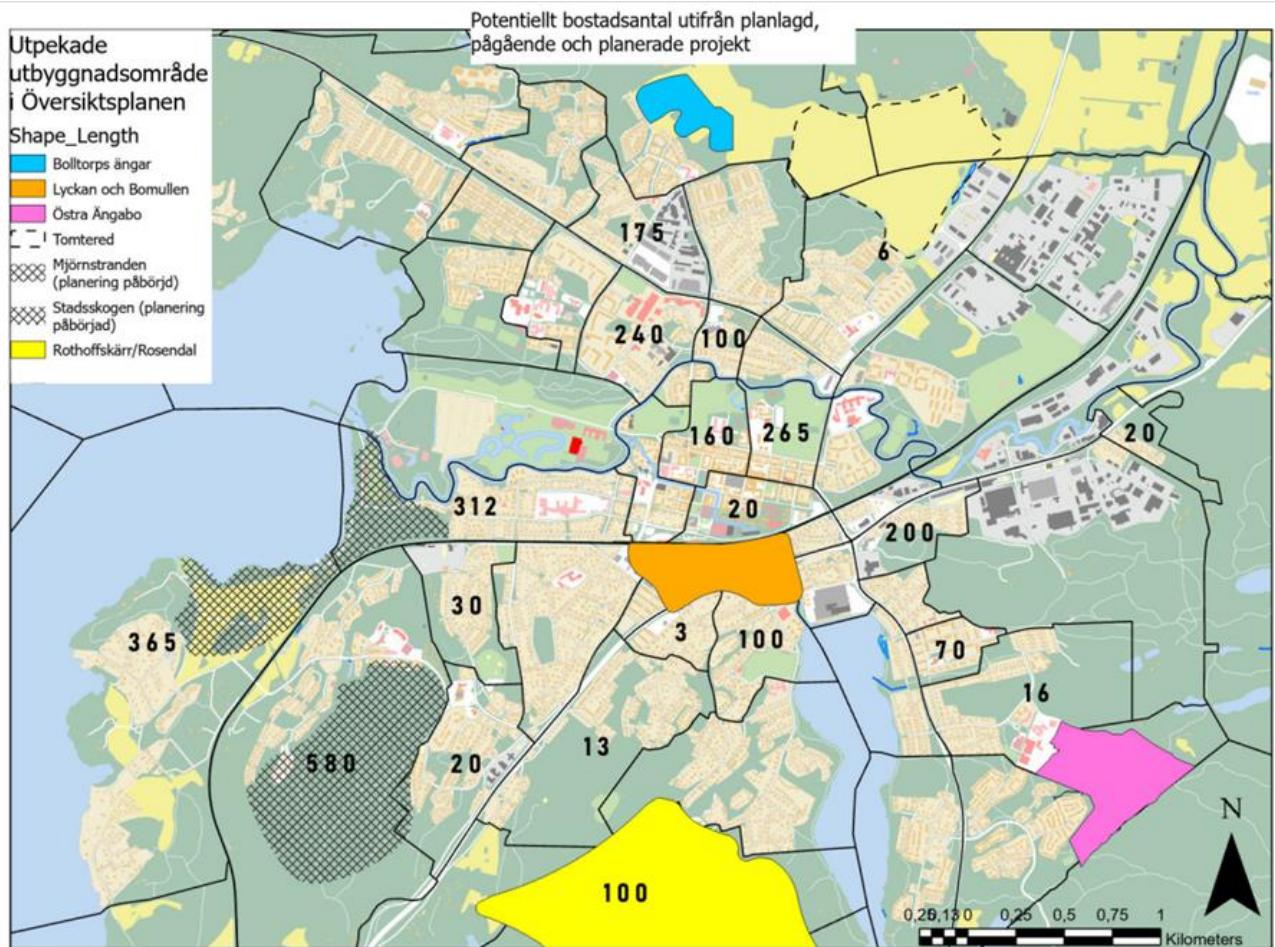 Potentiellt bostadsantal utifrån planlagd,
pågående och planerade projekt
Utpekade
utbyggnadsområde
i Översiktsplanen
Shape_Length
Bolltorps ängar
Lyckan och Bomullen
Östra Ängabo
Tomtered
Mjörnstranden
(planering påbörjd)
Stadsskogen (planering
påbörjad)
Rothoffskärr/Rosendal
175
6
240
100
160
265
20
312
20
200
30
365
3
100
70
16
13
580
20
100
N
0,25 0,13 0 0,25 0,5 0,75 1
Kilometers